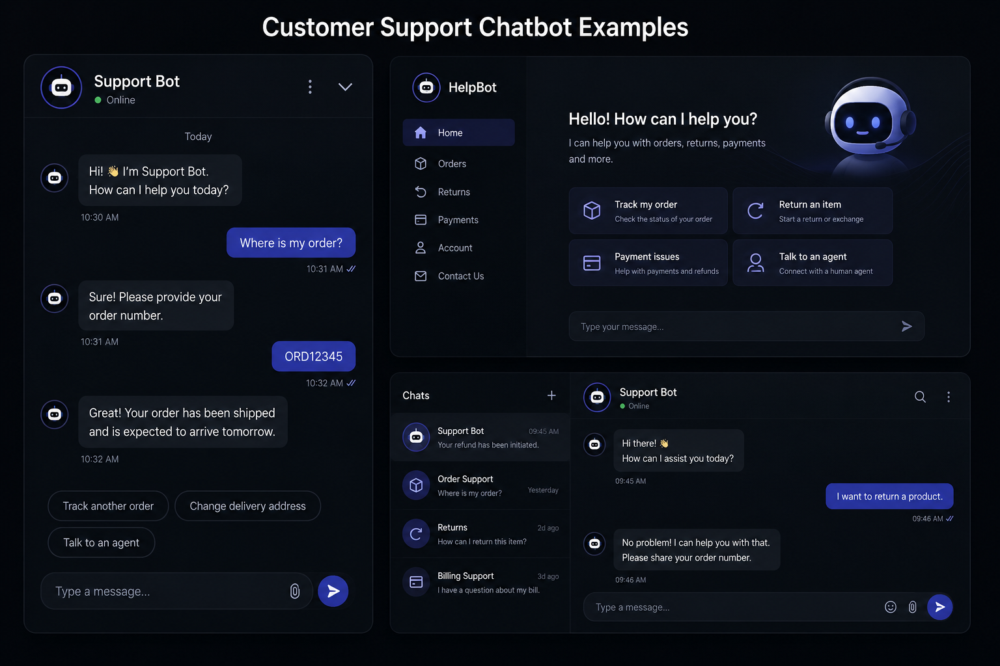 Customer Support Chatbot Examples
Support Bot
Online
Today
Hi! 👋 I'm Support Bot.
How can I help you today?
10:30 AM
Where is my order?
10:31 AM
Sure! Please provide your
order number.
10:31 AM
ORD12345
10:32 AM
Great! Your order has been shipped
and is expected to arrive tomorrow.
10:32 AM
Track another order
Change delivery address
Talk to an agent
Type a message...
HelpBot
Home
Orders
Returns
Payments
Account
Contact Us
Hello! How can I help you?
I can help you with orders, returns, payments
and more.
Track my order
Check the status of your order
Return an item
Start a return or exchange
Payment issues
Help with payments and refunds
Talk to an agent
Connect with a human agent
Type your message...
Chats
Support Bot
09:45 AM
Your refund has been initiated.
Order Support
Where is my order?
Yesterday
Returns
2d ago
How can I return this item?
Billing Support
3d ago
I have a question about my bill.
Support Bot
Online
Hi there! 👋
How can I assist you today?
09:45 AM
I want to return a product.
09:46 AM
No problem! I can help you with that.
Please share your order number.
09:46 AM
Type a message...